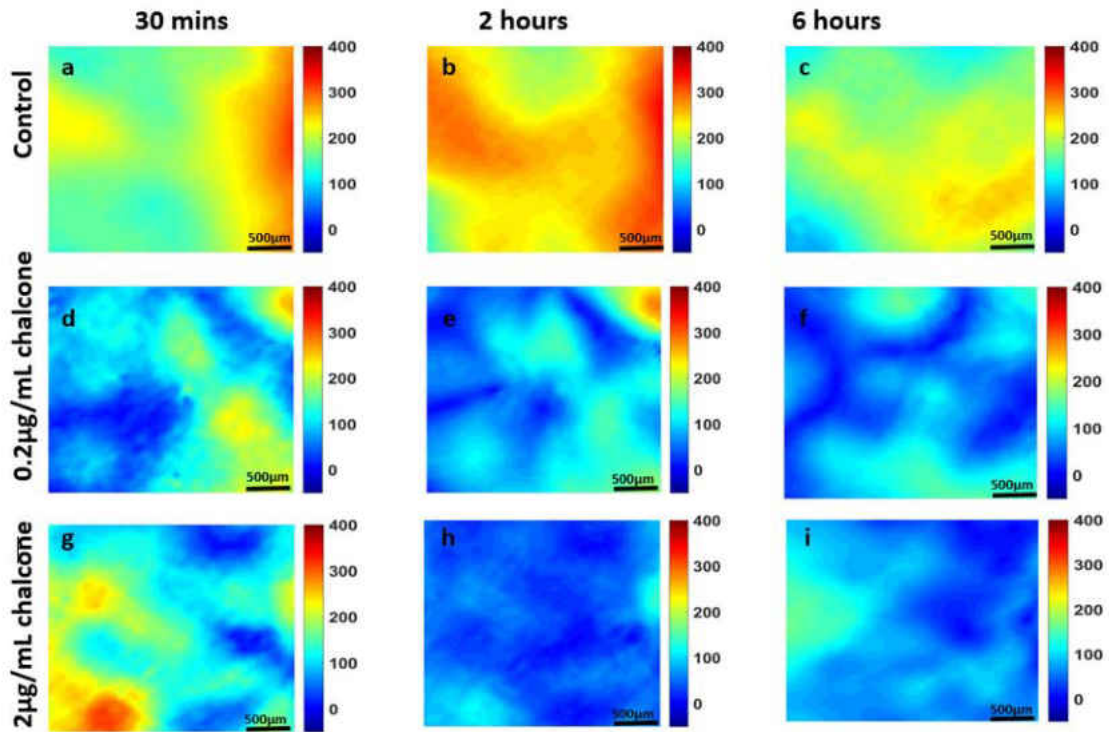 30 mins 2 hours 6 hours
Control
a 400 300 200 100 0 500µm
b 400 300 200 100 0 500µm
c 400 300 200 100 0 500µm
0.2µg/mL chalcone
d 400 300 200 100 0 500µm
e 400 300 200 100 0 500µm
f 400 300 200 100 0 500µm
2µg/mL chalcone
g 400 300 200 100 0 500µm
h 400 300 200 100 0 500µm
i 400 300 200 100 0 500µm